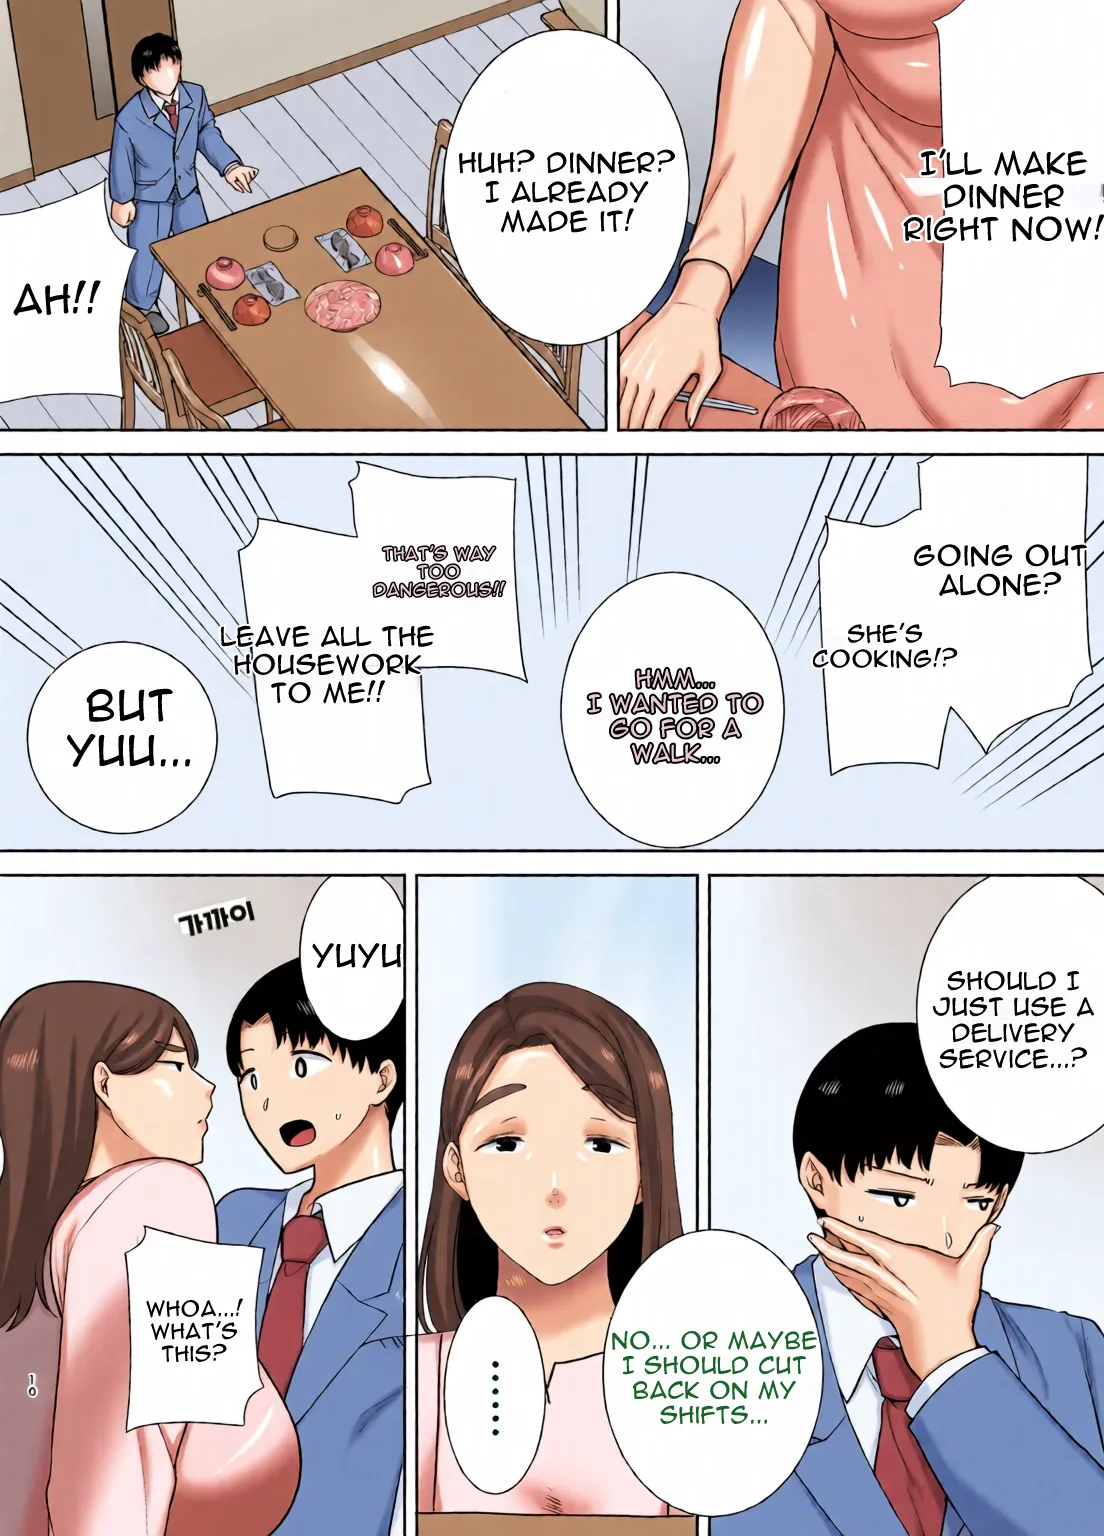 I'LL MAKE
DINNER
RIGHT NOW!
HUH? DINNER?
I ALREADY
MADE IT!
AH!!
GOING OUT
ALONE?
SHE'S
COOKING!?
HMM...
I WANTED TO
GO FOR A
WALK...
THAT'S WAY
TOO
DANGEROUS!!
LEAVE ALL THE
HOUSEWORK
TO ME!!
BUT
YUU...
SHOULD I
JUST USE A
DELIVERY
SERVICE...?
NO... OR MAYBE
I SHOULD CUT
BACK ON MY
SHIFTS...
......
YUYU
가까이
WHOA...!
WHAT'S
THIS?
10